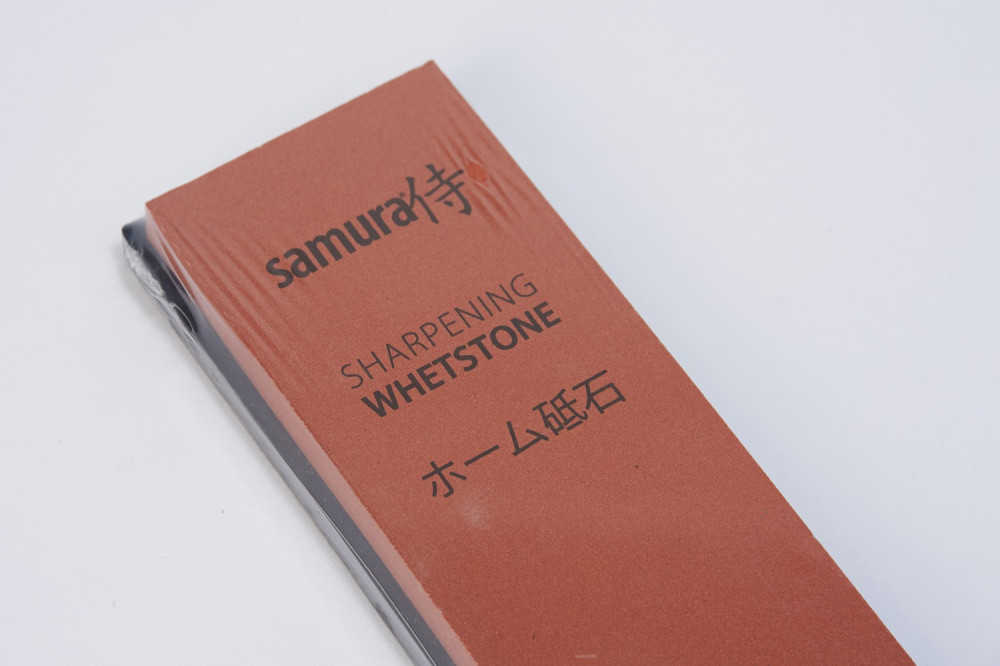 samura侍
SHARPENING
WHETSTONE
ホーム砥石